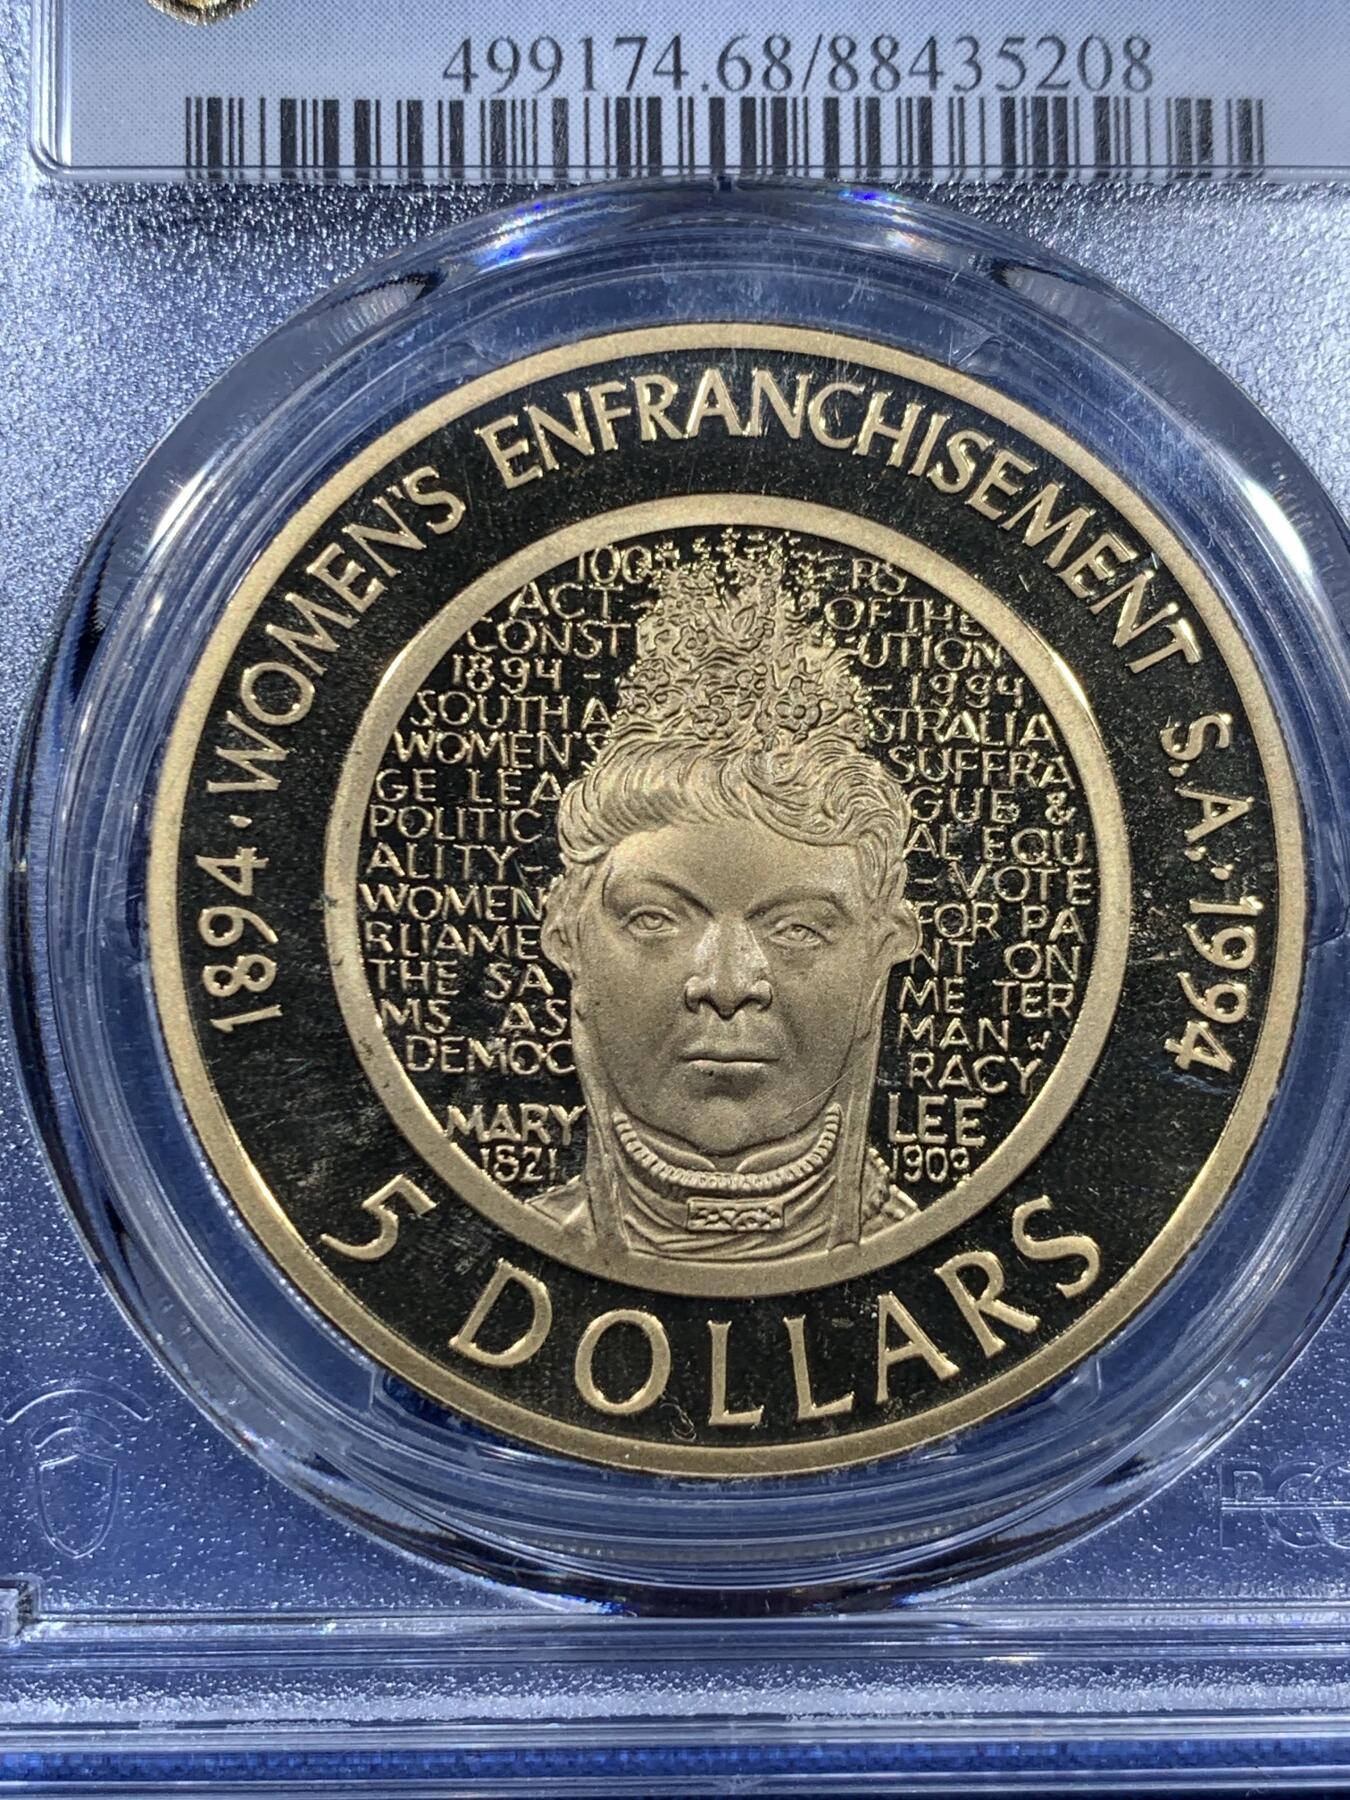 499174.68/88435208
1894·WOMEN'S ENFRANCHISEMENT S.A.·1994
100 RS
ACT - OF THE
CONST UTION
1894 - - 1994
SOUTH A STRALIA
WOMEN'S SUFFRA
GE LEA GUE &
POLITIC AL EQU
ALITY- - VOTE
WOMEN FOR PA
RLIAME NT ON
THE SA ME TER
MS AS MAN
DEMOC RACY
MARY LEE
1821 1909
5 DOLLARS